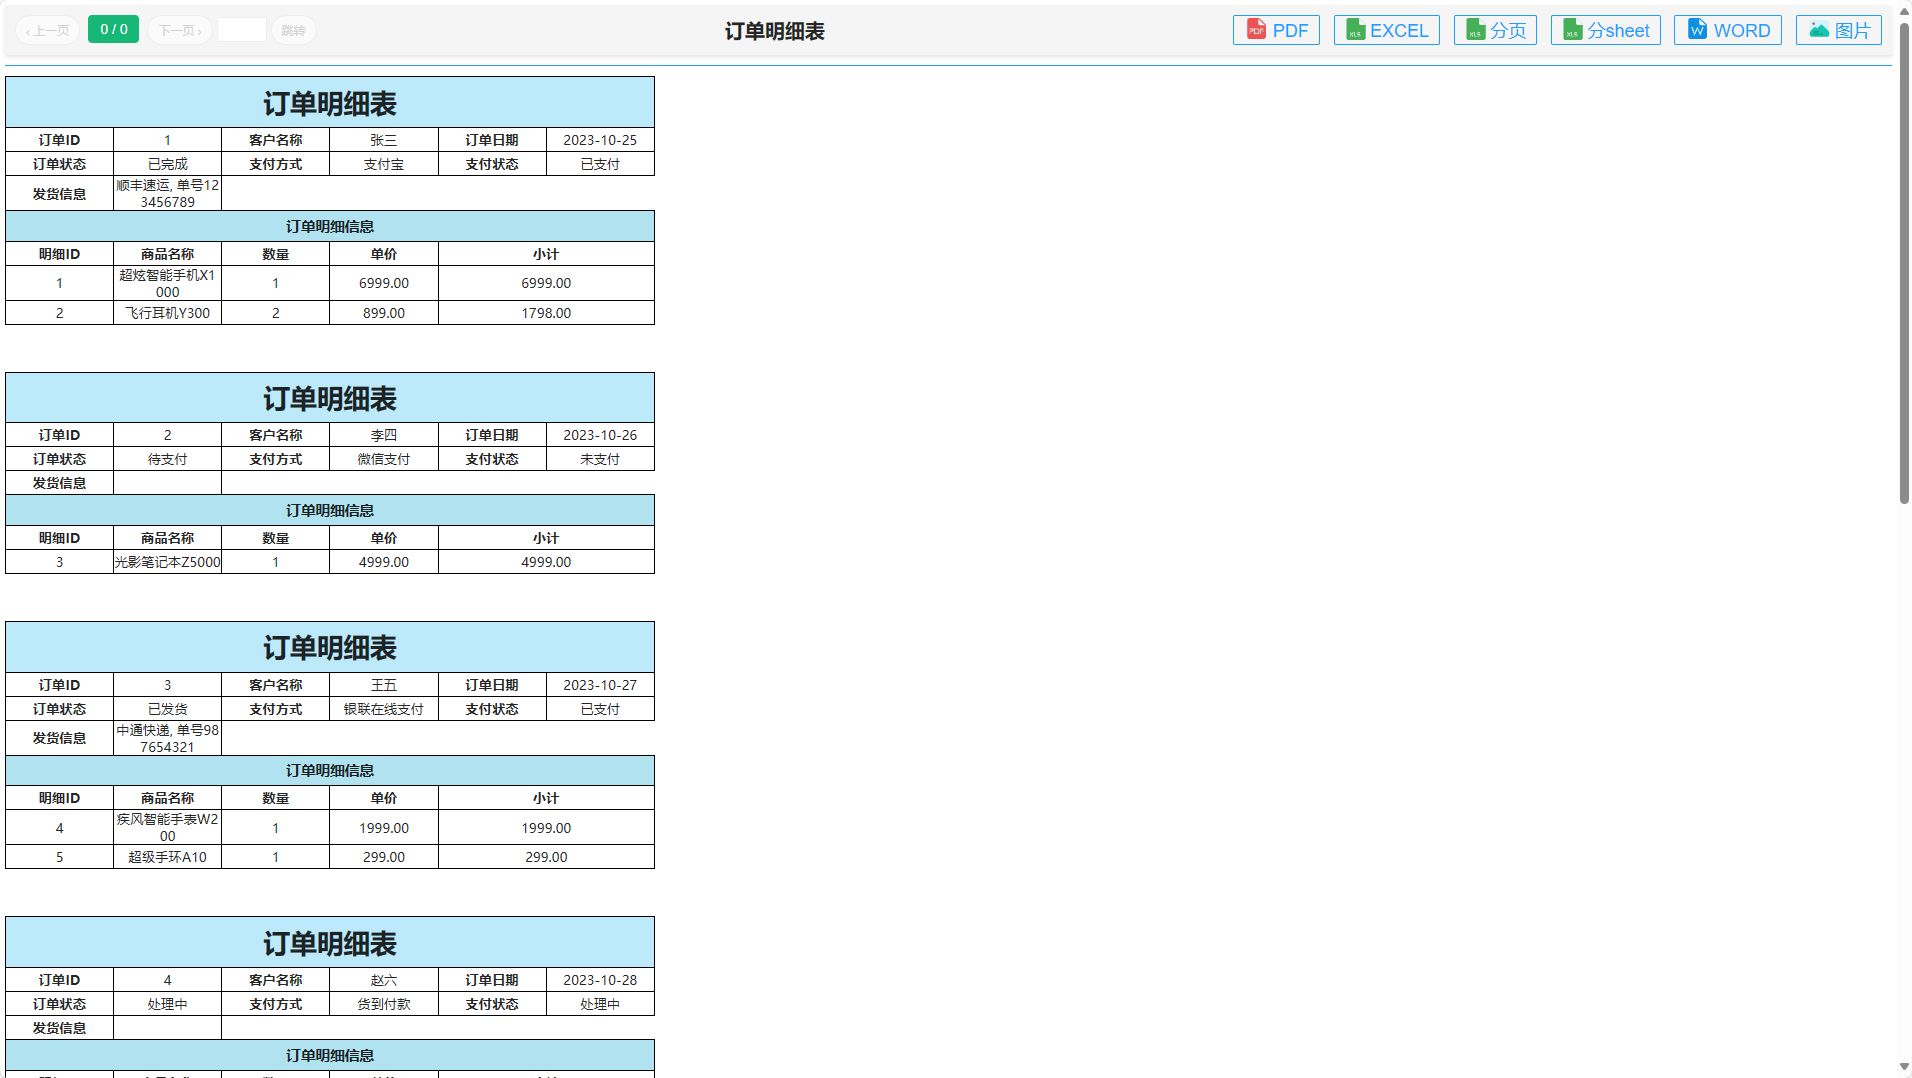 ‹ 上一页 0 / 0 下一页 › 跳转 订单明细表 PDF EXCEL 分页 分sheet WORD 图片
订单明细表
订单ID 1 客户名称 张三 订单日期 2023-10-25
订单状态 已完成 支付方式 支付宝 支付状态 已支付
发货信息 顺丰速运, 单号12
3456789
订单明细信息
明细ID 商品名称 数量 单价 小计
1 超炫智能手机X1 1 6999.00 6999.00
000
2 飞行耳机Y300 2 899.00 1798.00
订单明细表
订单ID 2 客户名称 李四 订单日期 2023-10-26
订单状态 待支付 支付方式 微信支付 支付状态 未支付
发货信息
订单明细信息
明细ID 商品名称 数量 单价 小计
3 光影笔记本Z5000 1 4999.00 4999.00
订单明细表
订单ID 3 客户名称 王五 订单日期 2023-10-27
订单状态 已发货 支付方式 银联在线支付 支付状态 已支付
发货信息 中通快递, 单号98
7654321
订单明细信息
明细ID 商品名称 数量 单价 小计
4 疾风智能手表W2 1 1999.00 1999.00
00
5 超级手环A10 1 299.00 299.00
订单明细表
订单ID 4 客户名称 赵六 订单日期 2023-10-28
订单状态 处理中 支付方式 货到付款 支付状态 处理中
发货信息
订单明细信息